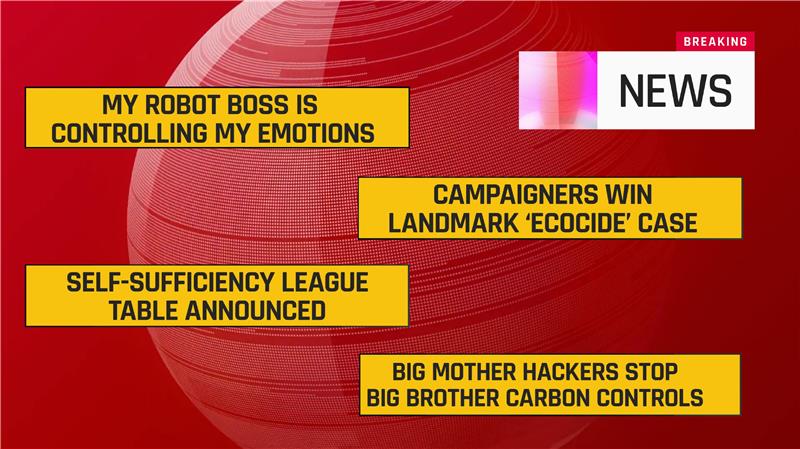 BREAKING
NEWS
MY ROBOT BOSS IS
CONTROLLING MY EMOTIONS
CAMPAIGNERS WIN
LANDMARK ‘ECOCIDE’ CASE
SELF-SUFFICIENCY LEAGUE
TABLE ANNOUNCED
BIG MOTHER HACKERS STOP
BIG BROTHER CARBON CONTROLS